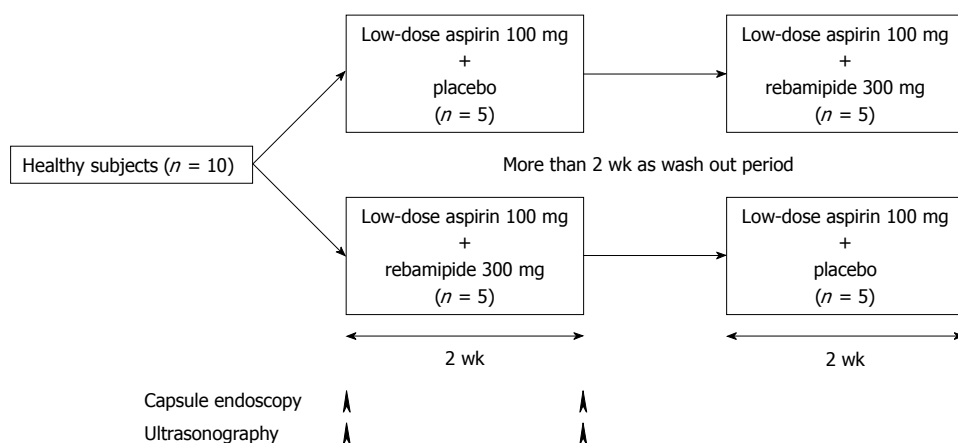 Low-dose aspirin 100 mg
+
placebo
(n = 5)
Low-dose aspirin 100 mg
+
rebamipide 300 mg
(n = 5)
Healthy subjects (n = 10)
More than 2 wk as wash out period
Low-dose aspirin 100 mg
+
rebamipide 300 mg
(n = 5)
Low-dose aspirin 100 mg
+
placebo
(n = 5)
2 wk
2 wk
Capsule endoscopy
Ultrasonography